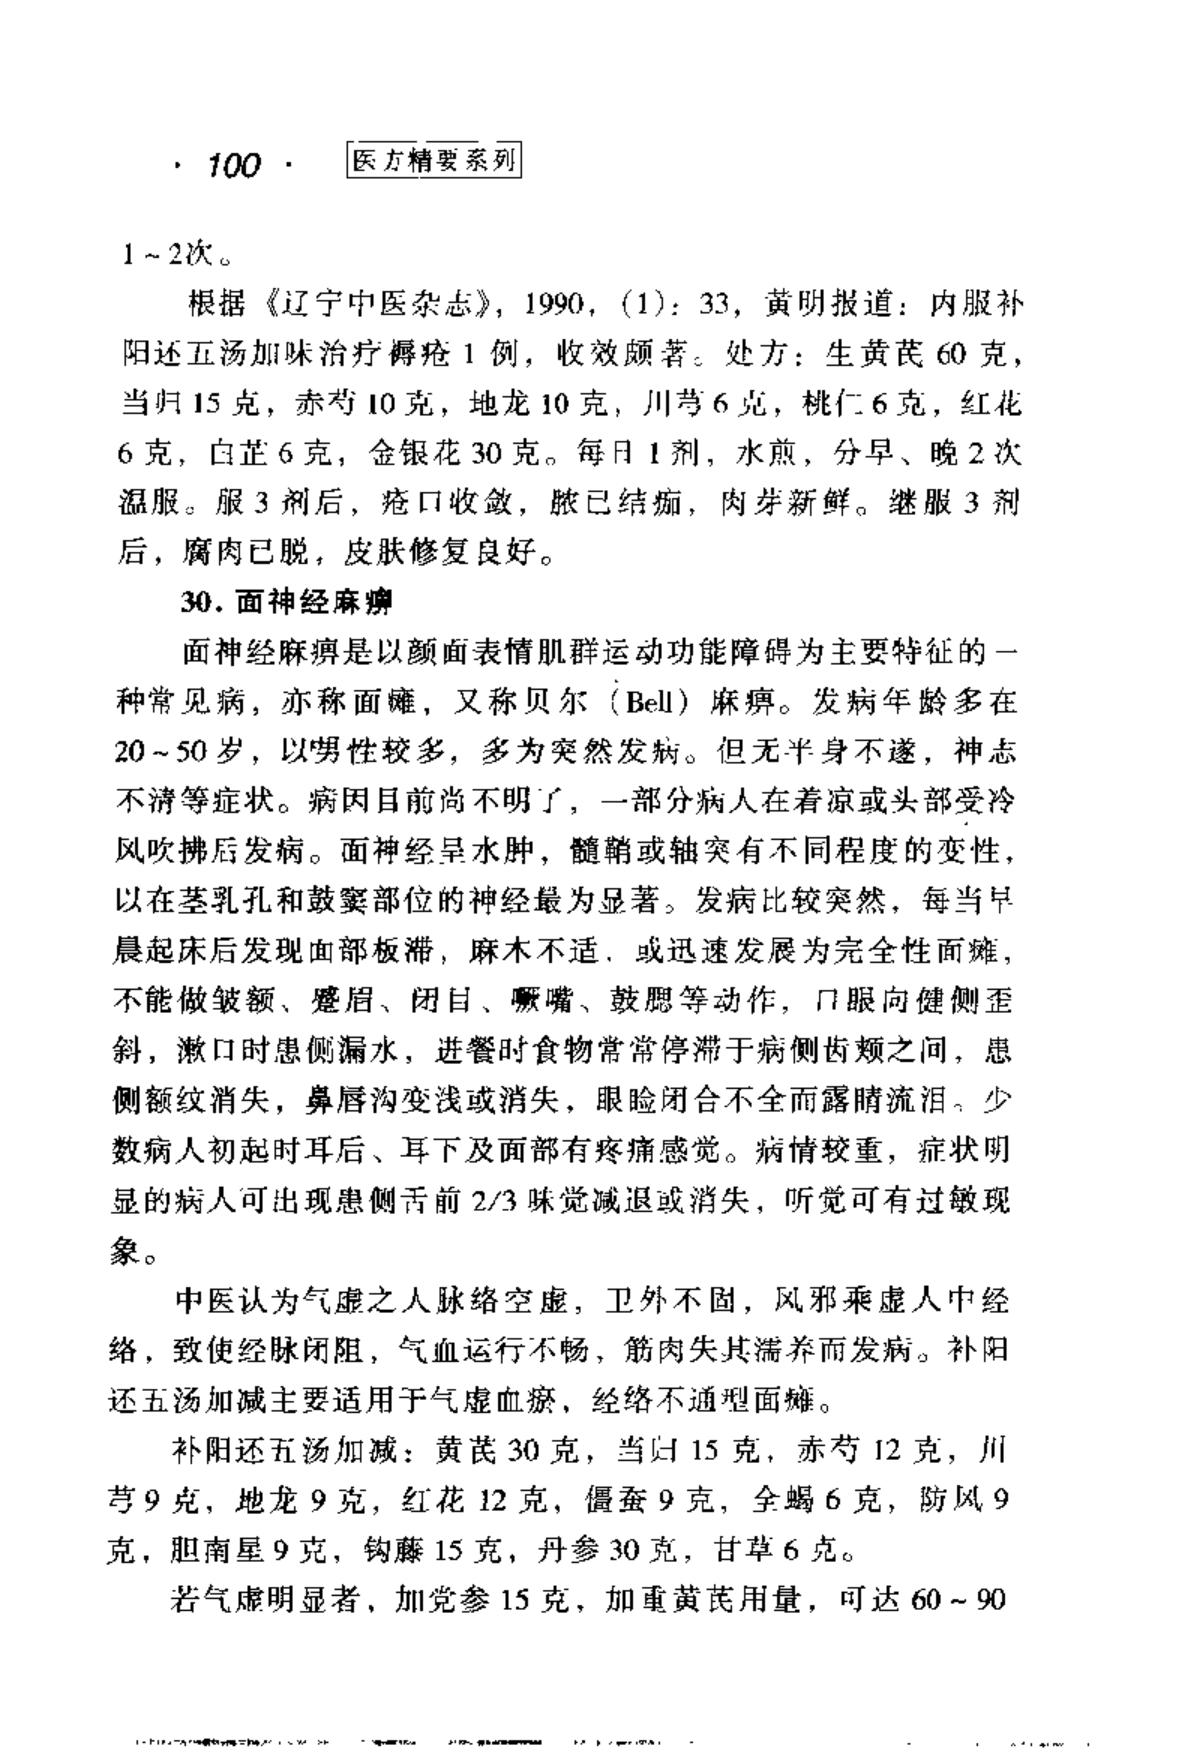 · 100 · 医方精要系列
1～2次。
根据《辽宁中医杂志》，1990，（1）：33，黄明报道：内服补
阳还五汤加味治疗褥疮 1 例，收效颇著。处方：生黄芪 60 克，
当归 15 克，赤芍 10 克，地龙 10 克，川芎 6 克，桃仁 6 克，红花
6 克，白芷 6 克，金银花 30 克。每日 1 剂，水煎，分早、晚 2 次
温服。服 3 剂后，疮口收敛，脓已结痂，肉芽新鲜。继服 3 剂
后，腐肉已脱，皮肤修复良好。
30. 面神经麻痹
面神经麻痹是以颜面表情肌群运动功能障碍为主要特征的一
种常见病，亦称面瘫，又称贝尔（Bell）麻痹。发病年龄多在
20～50 岁，以男性较多，多为突然发病。但无半身不遂，神志
不清等症状。病因目前尚不明了，一部分病人在着凉或头部受冷
风吹拂后发病。面神经呈水肿，髓鞘或轴突有不同程度的变性，
以在茎乳孔和鼓窦部位的神经最为显著。发病比较突然，每当早
晨起床后发现面部板滞，麻木不适，或迅速发展为完全性面瘫，
不能做皱额、蹙眉、闭目、噘嘴、鼓腮等动作，口眼向健侧歪
斜，漱口时患侧漏水，进餐时食物常常停滞于病侧齿颊之间，患
侧额纹消失，鼻唇沟变浅或消失，眼睑闭合不全而露睛流泪。少
数病人初起时耳后、耳下及面部有疼痛感觉。病情较重，症状明
显的病人可出现患侧舌前 2/3 味觉减退或消失，听觉可有过敏现
象。
中医认为气虚之人脉络空虚，卫外不固，风邪乘虚人中经
络，致使经脉闭阻，气血运行不畅，筋肉失其濡养而发病。补阳
还五汤加减主要适用于气虚血瘀，经络不通型面瘫。
补阳还五汤加减：黄芪 30 克，当归 15 克，赤芍 12 克，川
芎 9 克，地龙 9 克，红花 12 克，僵蚕 9 克，全蝎 6 克，防风 9
克，胆南星 9 克，钩藤 15 克，丹参 30 克，甘草 6 克。
若气虚明显者，加党参 15 克，加重黄芪用量，可达 60～90